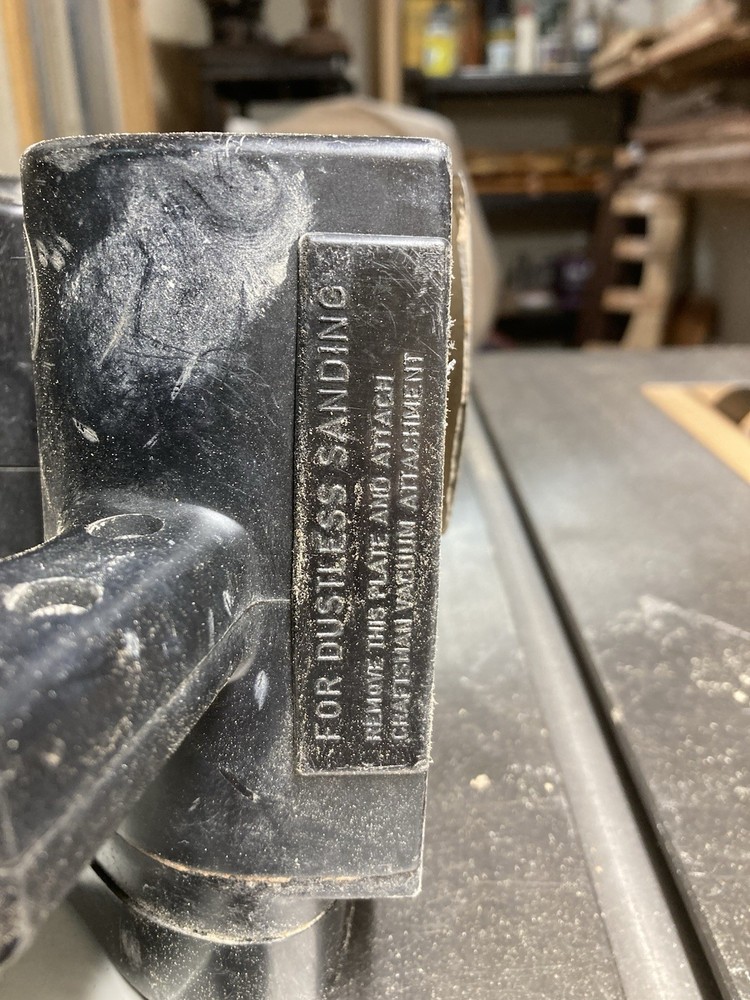 FOR DUSTLESS SANDING
REMOVE THIS PLATE AND ATTACH
CRAFTSMAN VACUUM ATTACHMENT